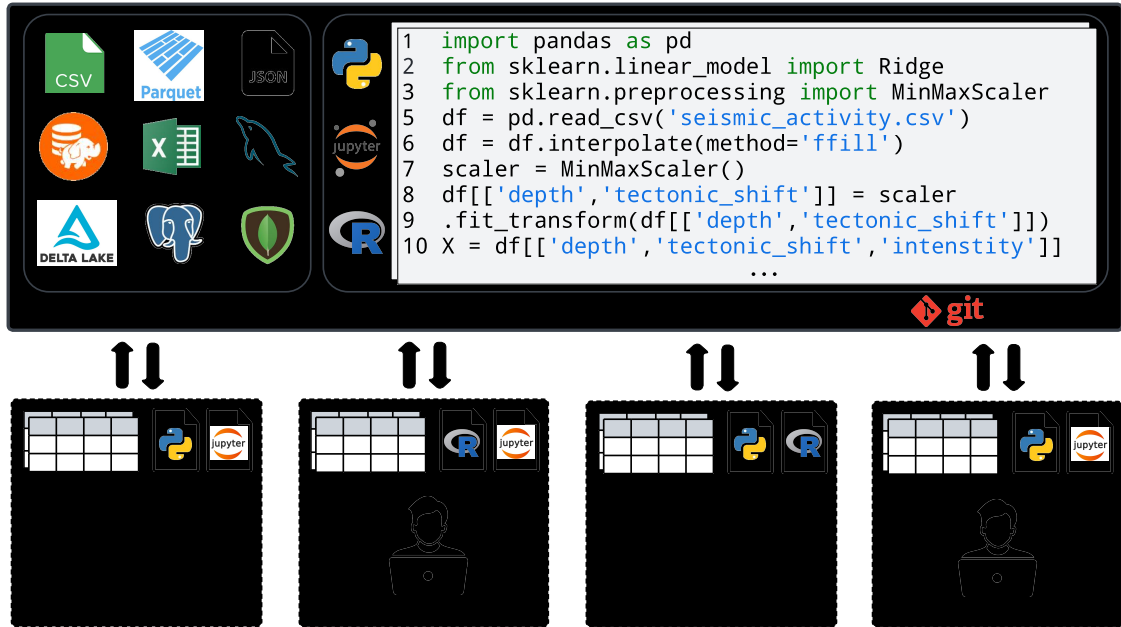 CSV
Parquet
JSON
X
DELTA LAKE
jupyter
R
1 import pandas as pd
2 from sklearn.linear_model import Ridge
3 from sklearn.preprocessing import MinMaxScaler
5 df = pd.read_csv('seismic_activity.csv')
6 df = df.interpolate(method='ffill')
7 scaler = MinMaxScaler()
8 df[['depth','tectonic_shift']] = scaler
9 .fit_transform(df[['depth','tectonic_shift']])
10 X = df[['depth','tectonic_shift','intenstity']]
...
git
jupyter
R
jupyter
R
jupyter